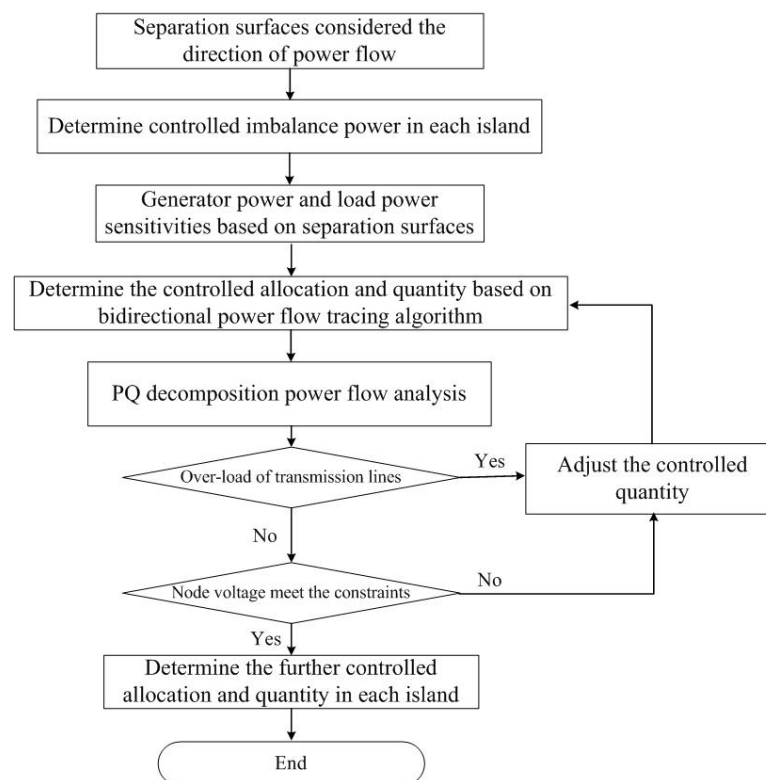 Separation surfaces considered the
direction of power flow
Determine controlled imbalance power in each island
Generator power and load power
sensitivities based on separation surfaces
Determine the controlled allocation and quantity based on
bidirectional power flow tracing algorithm
PQ decomposition power flow analysis
Over-load of transmission lines
Yes
Adjust the controlled
quantity
No
Node voltage meet the constraints
No
Yes
Determine the further controlled
allocation and quantity in each island
End